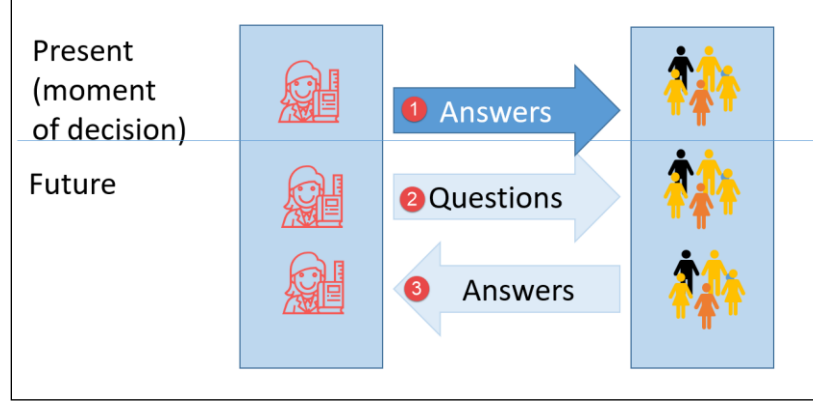 Present
(moment
of decision)
1 Answers
Future
2 Questions
3 Answers